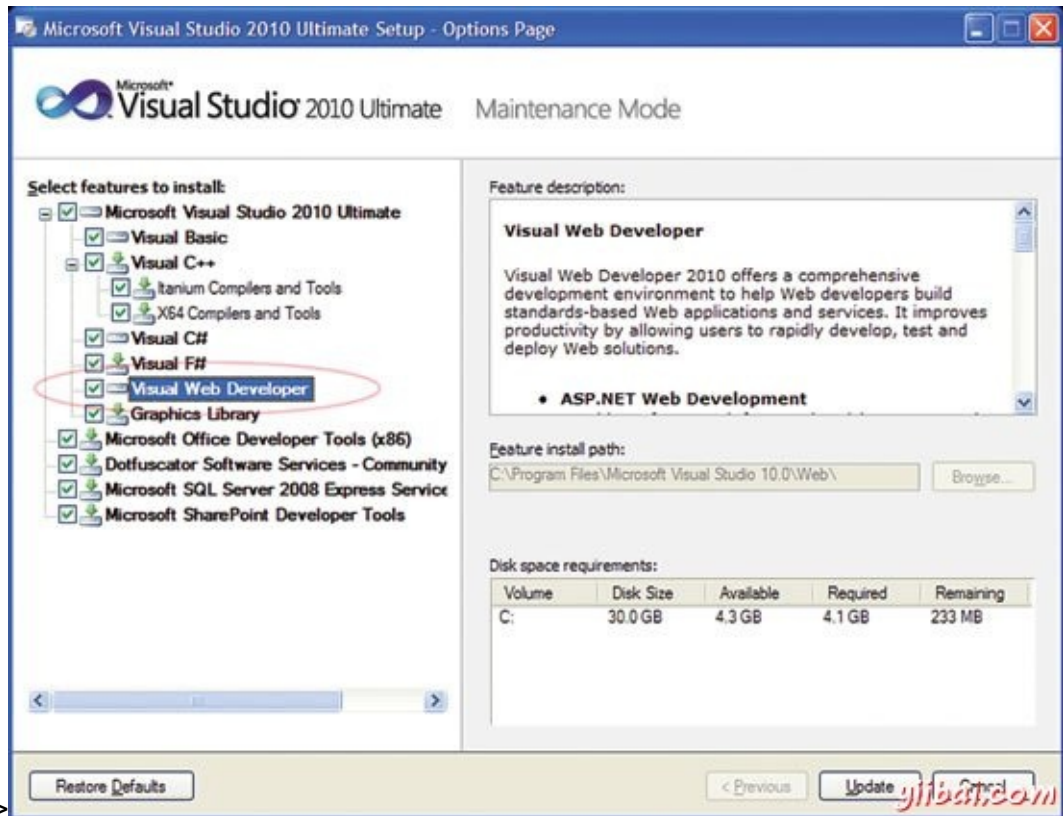 Microsoft Visual Studio 2010 Ultimate Setup - Options Page
Microsoft®
Visual Studio® 2010 Ultimate Maintenance Mode
Select features to install:
Microsoft Visual Studio 2010 Ultimate
Visual Basic
Visual C++
Itanium Compilers and Tools
X64 Compilers and Tools
Visual C#
Visual F#
Visual Web Developer
Graphics Library
Microsoft Office Developer Tools (x86)
Dotfuscator Software Services - Community
Microsoft SQL Server 2008 Express Service
Microsoft SharePoint Developer Tools
Feature description:
Visual Web Developer
Visual Web Developer 2010 offers a comprehensive
development environment to help Web developers build
standards-based Web applications and services. It improves
productivity by allowing users to rapidly develop, test and
deploy Web solutions.
• ASP.NET Web Development
Feature install path:
C:\Program Files\Microsoft Visual Studio 10.0\Web\ Browse...
Disk space requirements:
Volume Disk Size Available Required Remaining
C: 30.0 GB 4.3 GB 4.1 GB 233 MB
Restore Defaults < Previous Update Cancel
yiibai.com
>